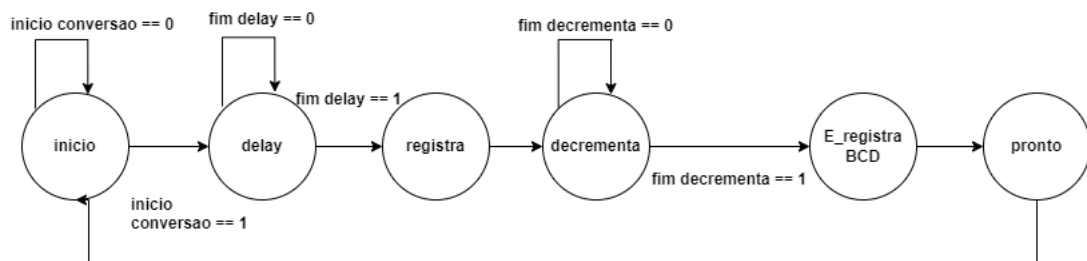 inicio conversao == 0
fim delay == 0
fim decrementa == 0
fim delay == 1
inicio
delay
registra
decrementa
E_registra
BCD
pronto
fim decrementa == 1
inicio
conversão == 1